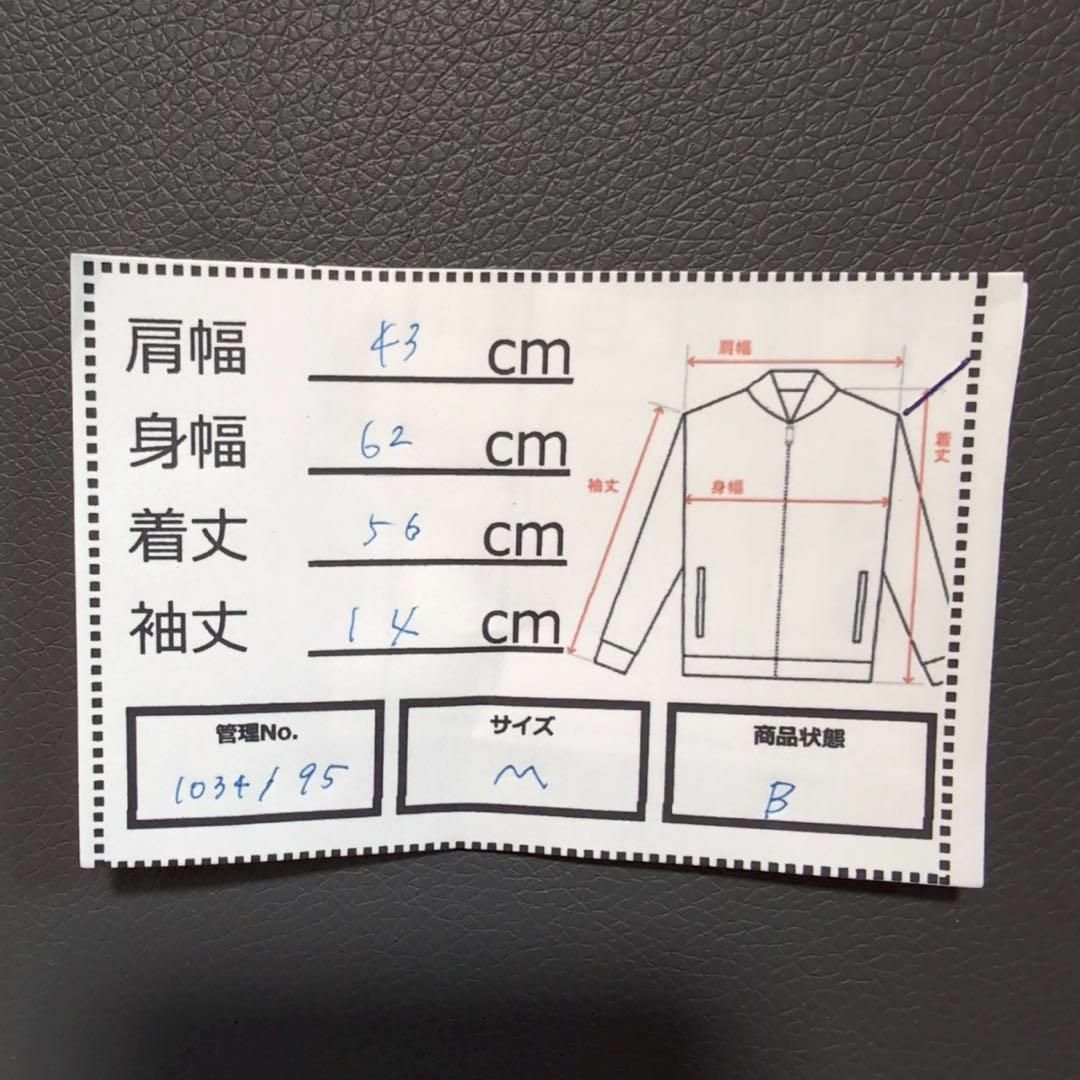 肩幅 43 cm
身幅 62 cm
着丈 56 cm
袖丈 14 cm
肩幅
着丈
袖丈
身幅
管理No.
1034195
サイズ
M
商品状態
B